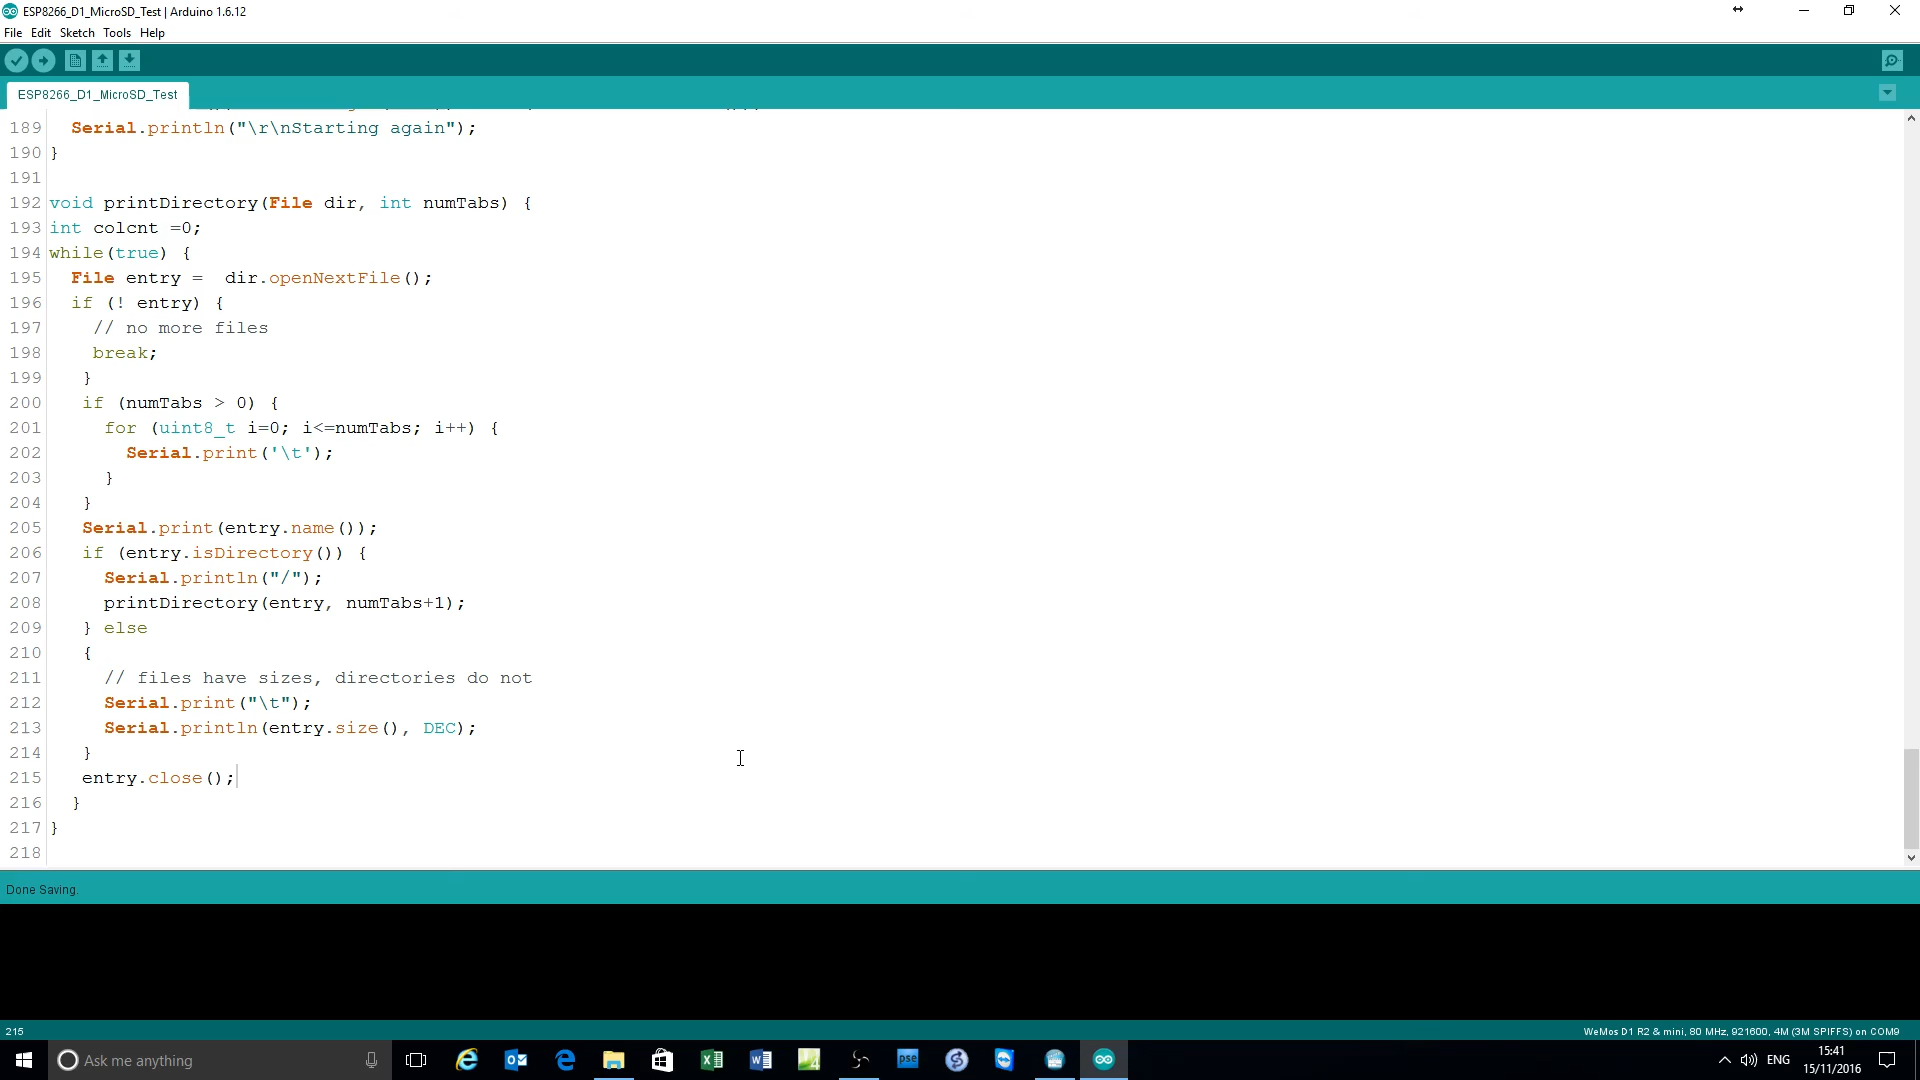 ESP8266_D1_MicroSD_Test | Arduino 1.6.12
File Edit Sketch Tools Help
ESP8266_D1_MicroSD_Test
189 Serial.println("\r\nStarting again");
190 }
191
192 void printDirectory(File dir, int numTabs) {
193 int colcnt =0;
194 while(true) {
195 File entry =  dir.openNextFile();
196 if (! entry) {
197 // no more files
198 break;
199 }
200 if (numTabs > 0) {
201 for (uint8_t i=0; i<=numTabs; i++) {
202 Serial.print('\t');
203 }
204 }
205 Serial.print(entry.name());
206 if (entry.isDirectory()) {
207 Serial.println("/");
208 printDirectory(entry, numTabs+1);
209 } else
210 {
211 // files have sizes, directories do not
212 Serial.print("\t");
213 Serial.println(entry.size(), DEC);
214 }
215 entry.close();
216 }
217 }
218
Done Saving.
215 WeMos D1 R2 & mini, 80 MHz, 921600, 4M (3M SPIFFS) on COM9
Ask me anything
pse
ENG
15:41
15/11/2016